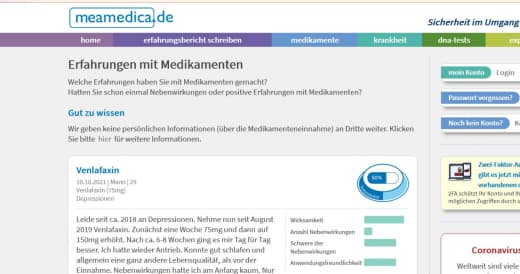 meamedica.de
Sicherheit im Umgang
home erfahrungsbericht schreiben medikamente krankheit dna-tests
Erfahrungen mit Medikamenten
Welche Erfahrungen haben Sie mit Medikamenten gemacht?
Hatten Sie schon einmal Nebenwirkungen oder positive Erfahrungen mit Medikamenten?
Gut zu wissen
Wir geben keine persönlichen Informationen (über die Medikamenteneinnahme) an Dritte weiter. Klicken
Sie bitte hier für weitere Informationen.
Venlafaxin
10.10.2021 | Mann | 29
Venlafaxin (75mg)
Depressionen
80%
Leide seit ca. 2018 an Depressionen. Nehme nun seit August
2019 Venlafaxin. Zunächst eine Woche 75mg und dann auf
150mg erhöht. Nach ca. 6-8 Wochen ging es mir Tag für Tag
besser. Ich hatte wieder Antrieb. Konnte gut schlafen und
allgemein eine ganz andere Lebensqualität, als vor der
Einnahme. Nebenwirkungen hatte ich am Anfang kaum. Nur
Wirksamkeit
Anzahl Nebenwirkungen
Schwere der
Nebenwirkungen
Anwendungsfreundlichkeit
mein Konto Login
Passwort vergessen?
Noch kein Konto?
Zwei-Faktor-Au
gibt es jetzt mi
vorhandenen
2FA schützt Ihr Konto und Ihr
möglichen Zugriffen durch
Coronavirus
Weltweit sind vielen